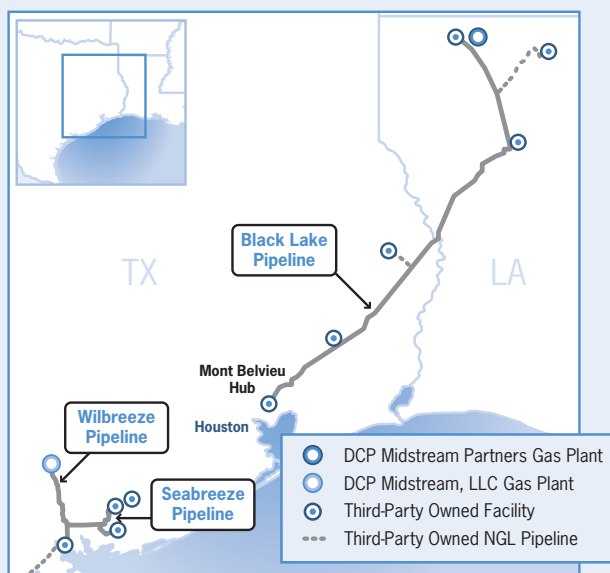 Black Lake
Pipeline
TX
LA
Mont Belvieu
Hub
Houston
Wilbreeze
Pipeline
Seabreeze
Pipeline
DCP Midstream Partners Gas Plant
DCP Midstream, LLC Gas Plant
Third-Party Owned Facility
Third-Party Owned NGL Pipeline